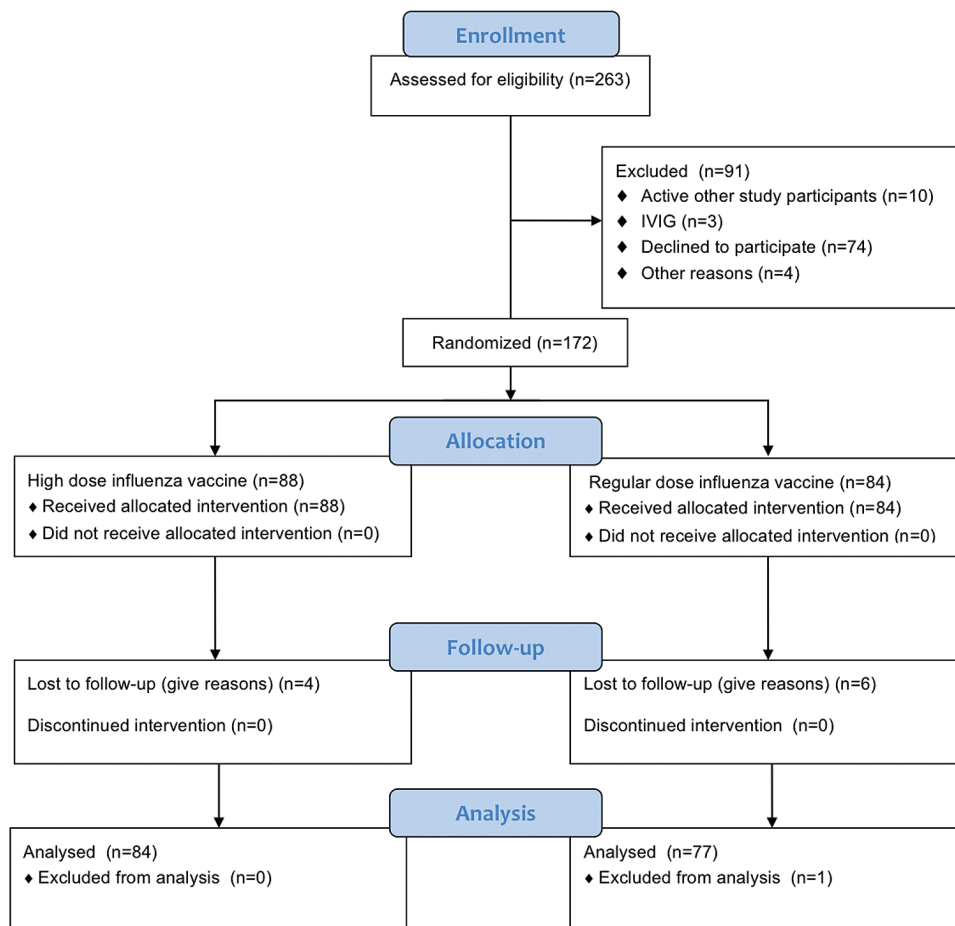 Enrollment
Assessed for eligibility (n=263)
Excluded (n=91)
♦ Active other study participants (n=10)
♦ IVIG (n=3)
♦ Declined to participate (n=74)
♦ Other reasons (n=4)
Randomized (n=172)
Allocation
High dose influenza vaccine (n=88)
♦ Received allocated intervention (n=88)
♦ Did not receive allocated intervention (n=0)
Regular dose influenza vaccine (n=84)
♦ Received allocated intervention (n=84)
♦ Did not receive allocated intervention (n=0)
Follow-up
Lost to follow-up (give reasons) (n=4)
Discontinued intervention (n=0)
Lost to follow-up (give reasons) (n=6)
Discontinued intervention (n=0)
Analysis
Analysed (n=84)
♦ Excluded from analysis (n=0)
Analysed (n=77)
♦ Excluded from analysis (n=1)